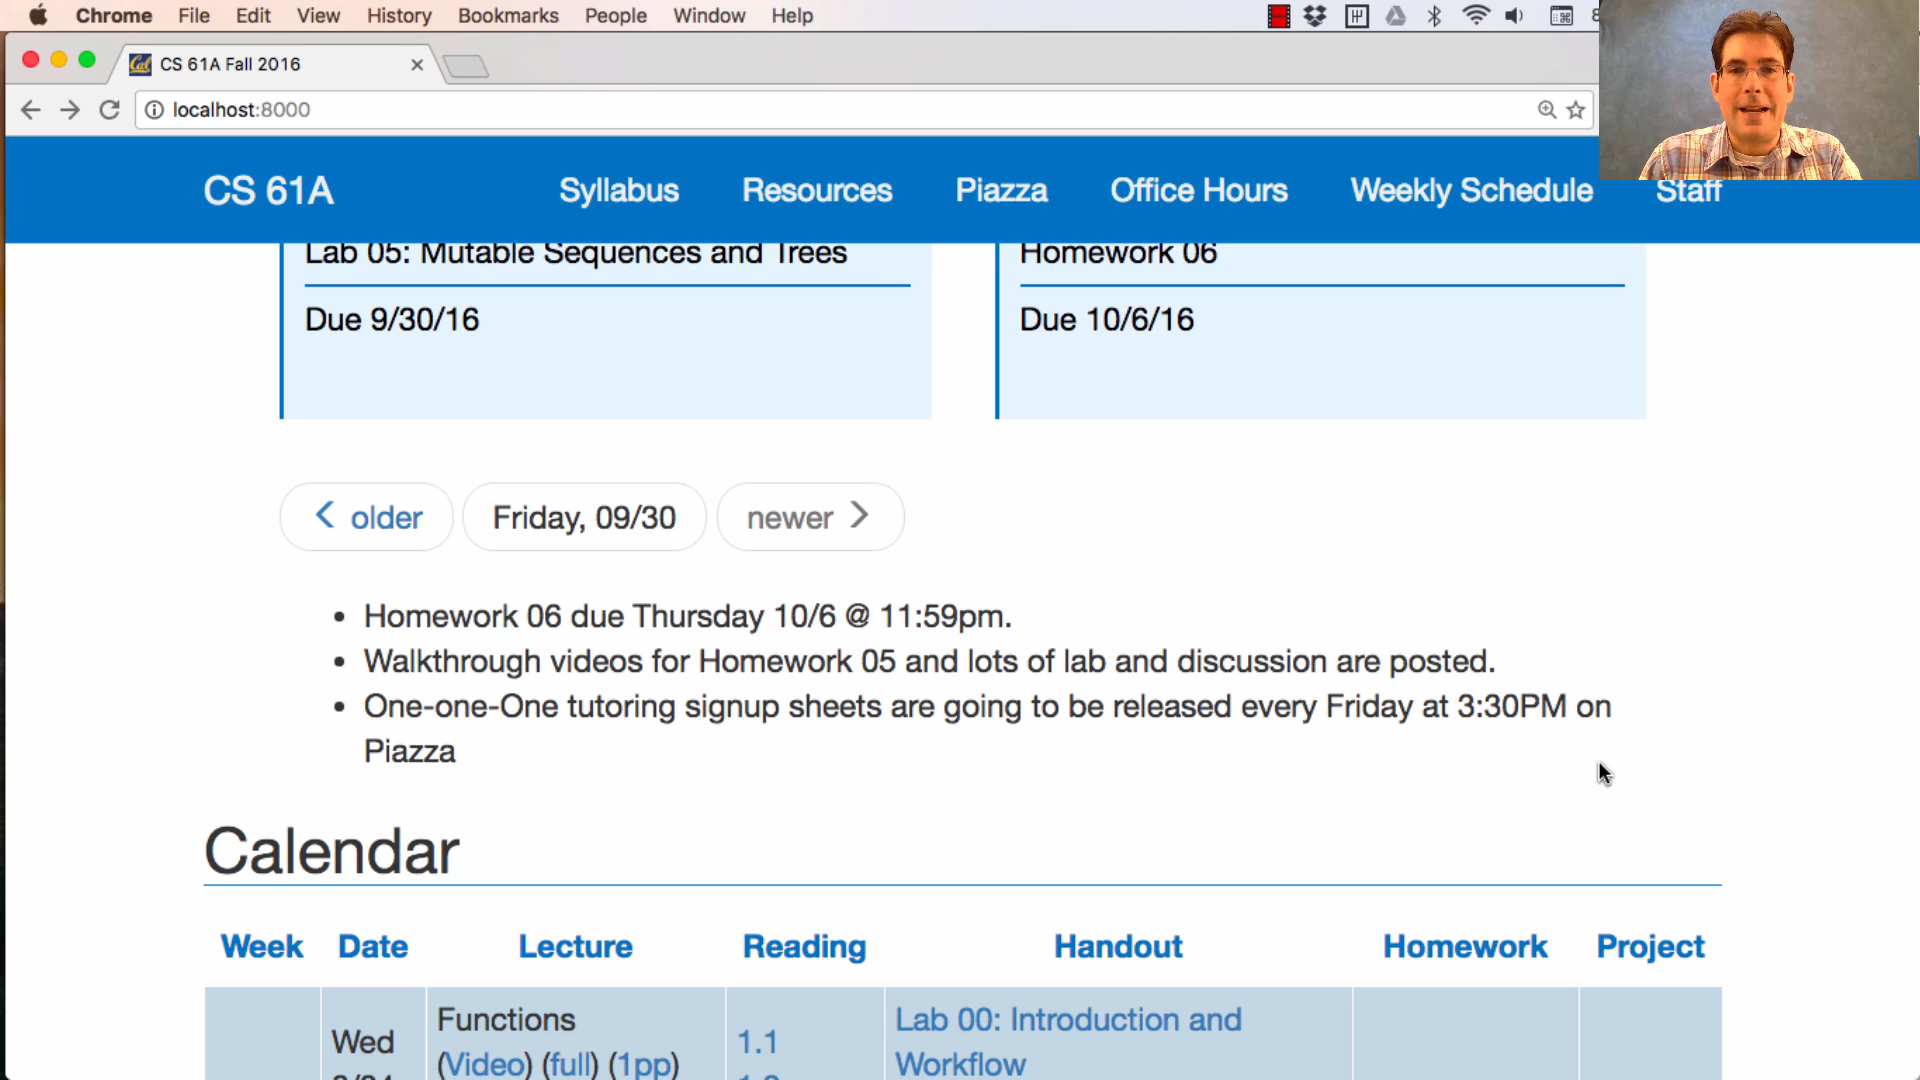 Chrome File Edit View History Bookmarks People Window Help
CS 61A Fall 2016
localhost:8000
CS 61A Syllabus Resources Piazza Office Hours Weekly Schedule Staff
Lab 05: Mutable Sequences and Trees
Due 9/30/16
Homework 06
Due 10/6/16
older Friday, 09/30 newer
• Homework 06 due Thursday 10/6 @ 11:59pm.
• Walkthrough videos for Homework 05 and lots of lab and discussion are posted.
• One-one-One tutoring signup sheets are going to be released every Friday at 3:30PM on
Piazza
Calendar
Week Date Lecture Reading Handout Homework Project
Wed
Functions
(Video) (full) (1pp)
1.1
Lab 00: Introduction and
Workflow